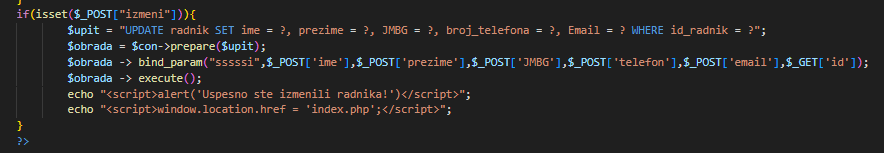 }
if(isset($_POST["izmeni"])){
$upit = "UPDATE radnik SET ime = ?, prezime = ?, JMBG = ?, broj_telefona = ?, Email = ? WHERE id_radnik = ?";
$obrada = $con->prepare($upit);
$obrada -> bind_param("sssssi",$_POST['ime'],$_POST['prezime'],$_POST['JMBG'],$_POST['telefon'],$_POST['email'],$_GET['id']);
$obrada -> execute();
echo "<script>alert('Uspesno ste izmenili radnika!')</script>";
echo "<script>window.location.href = 'index.php';</script>";
}
?>